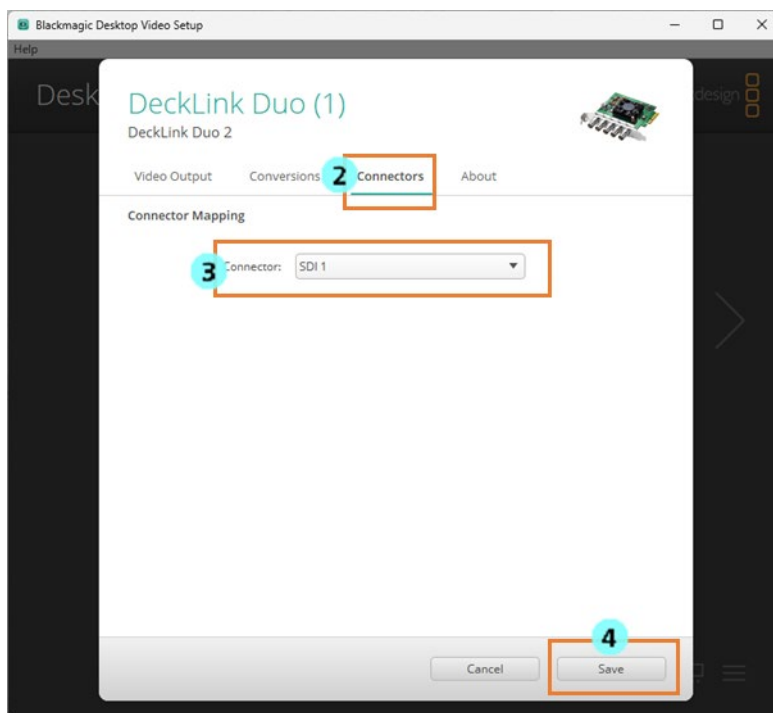 Blackmagic Desktop Video Setup
Help
Desk
design
DeckLink Duo (1)
DeckLink Duo 2
Video Output
Conversions
2
Connectors
About
Connector Mapping
3
Connector:
SDI 1
4
Cancel
Save